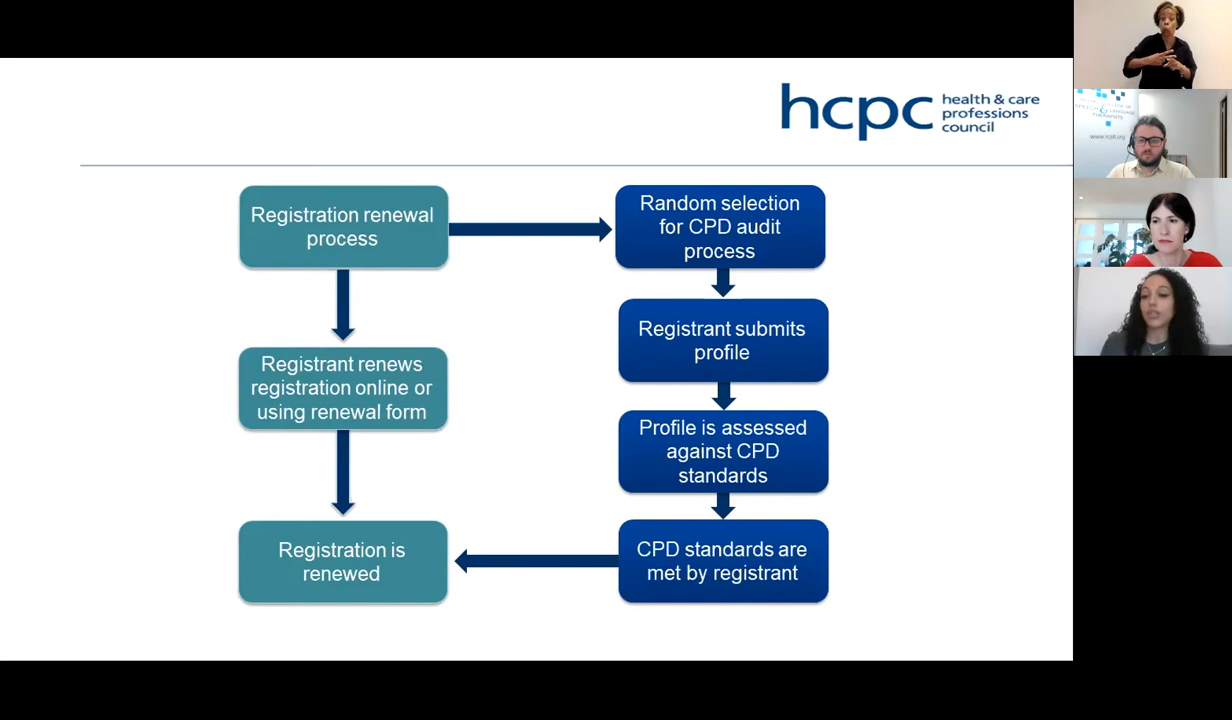 hcpc
health & care
professions
council
Registration renewal
process
Random selection
for CPD audit
process
Registrant submits
profile
Registrant renews
registration online or
using renewal form
Profile is assessed
against CPD
standards
Registration is
renewed
CPD standards are
met by registrant
&
LANGUAGE
THERAPISTS